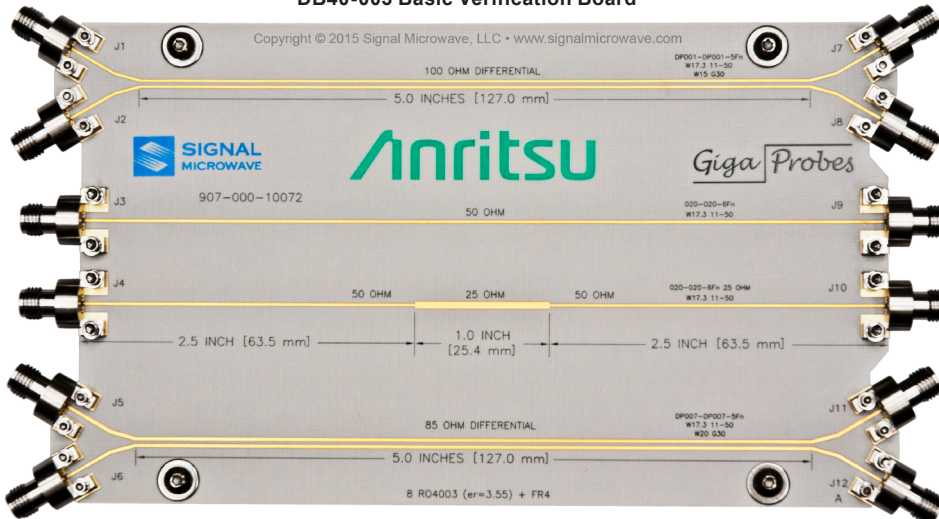 DB40-003 Basic Verification Board
Copyright © 2015 Signal Microwave, LLC • www.signalmicrowave.com
J1
J7
DP001-DP001-5Fn
W17.3 11-50
W15 G30
100 OHM DIFFERENTIAL
5.0 INCHES [127.0 mm]
J2
J8
SIGNAL
MICROWAVE
Anritsu
Giga Probes
907-000-10072
J3
J9
50 OHM
020-020-6Fn
W17.3 11-50
J4
J10
50 OHM
25 OHM
50 OHM
020-020-6Fn 25 OHM
W17.3 11-50
2.5 INCH [63.5 mm]
1.0 INCH
[25.4 mm]
2.5 INCH [63.5 mm]
J5
J11
DP007-DP007-5Fn
W17.3 11-50
W20 G30
85 OHM DIFFERENTIAL
5.0 INCHES [127.0 mm]
J6
J12
A
8 RO4003 (er=3.55) + FR4